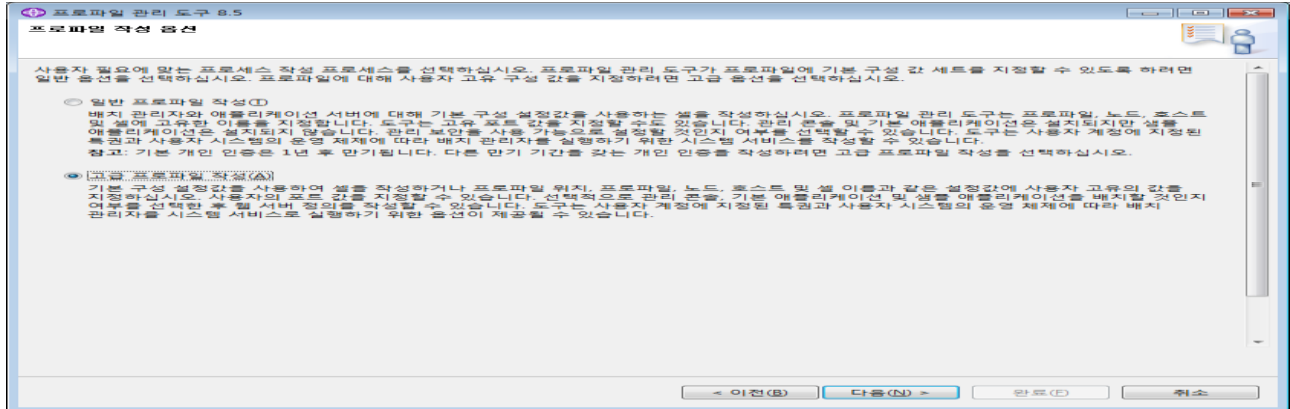 프로파일 관리 도구 8.5
프로파일 작성 옵션
사용자 필요에 맞는 프로세스 작성 프로세스를 선택하십시오. 프로파일 관리 도구가 프로파일에 기본 구성 값 세트를 지정할 수 있도록 하려면
일반 옵션을 선택하십시오. 프로파일에 대해 사용자 고유 구성 값을 지정하려면 고급 옵션을 선택하십시오.
일반 프로파일 작성(T)
배치 관리자와 애플리케이션 서버에 대해 기본 구성 설정값을 사용하는 셀을 작성하십시오. 프로파일 관리 도구는 프로파일, 노드, 호스트
및 셀에 고유한 이름을 지정합니다. 도구는 고유 포트 값을 지정할 수도 있습니다. 관리 콘솔 및 기본 애플리케이션은 설치되지만 샘플
애플리케이션은 설치되지 않습니다. 관리 보안을 사용 가능으로 설정할 것인지 여부를 선택할 수 있습니다. 도구는 사용자 계정에 지정된
특권과 사용자 시스템의 운영 체제에 따라 배치 관리자를 실행하기 위한 시스템 서비스를 작성할 수 있습니다.
참고: 기본 개인 인증은 1년 후 만기됩니다. 다른 만기 기간을 갖는 개인 인증을 작성하려면 고급 프로파일 작성을 선택하십시오.
고급 프로파일 작성(A)
기본 구성 설정값을 사용하여 셀을 작성하거나 프로파일 위치, 프로파일, 노드, 호스트 및 셀 이름과 같은 설정값에 사용자 고유의 값을
지정하십시오. 사용자의 포트 값을 지정할 수 있습니다. 선택적으로 관리 콘솔, 기본 애플리케이션 및 샘플 애플리케이션을 배치할 것인지
여부를 선택한 후 웹 서버 정의를 작성할 수 있습니다. 도구는 사용자 계정에 지정된 특권과 사용자 시스템의 운영 체제에 따라 배치
관리자를 시스템 서비스로 실행하기 위한 옵션이 제공될 수 있습니다.
< 이전(B) 다음(N) > 완료(F) 취소